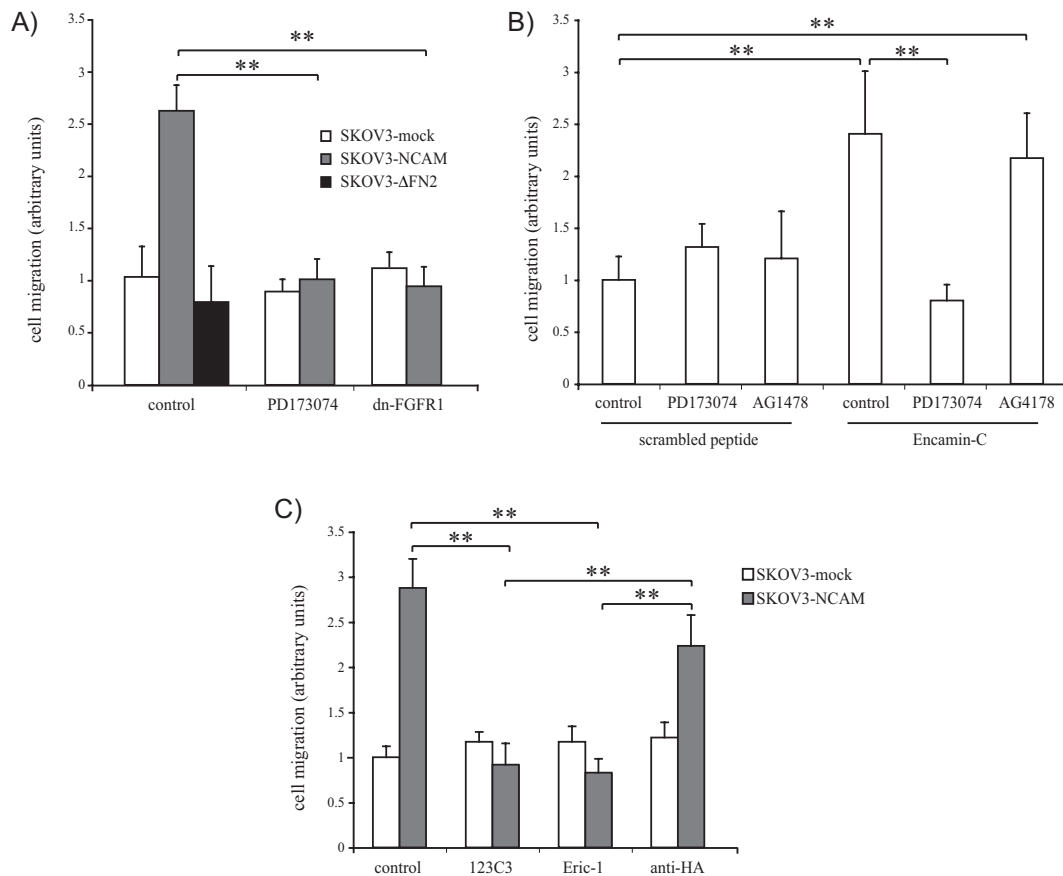 A)
cell migration (arbitrary units)
3.5
3
2.5
2
1.5
1
0.5
0
**
**
SKOV3-mock
SKOV3-NCAM
SKOV3-ΔFN2
control PD173074 dn-FGFR1
B)
cell migration (arbitrary units)
3.5
3
2.5
2
1.5
1
0.5
0
**
** **
control PD173074 AG1478 control PD173074 AG4178
scrambled peptide Encamin-C
C)
cell migration (arbitrary units)
3.5
3
2.5
2
1.5
1
0.5
0
**
**
**
**
SKOV3-mock
SKOV3-NCAM
control 123C3 Eric-1 anti-HA